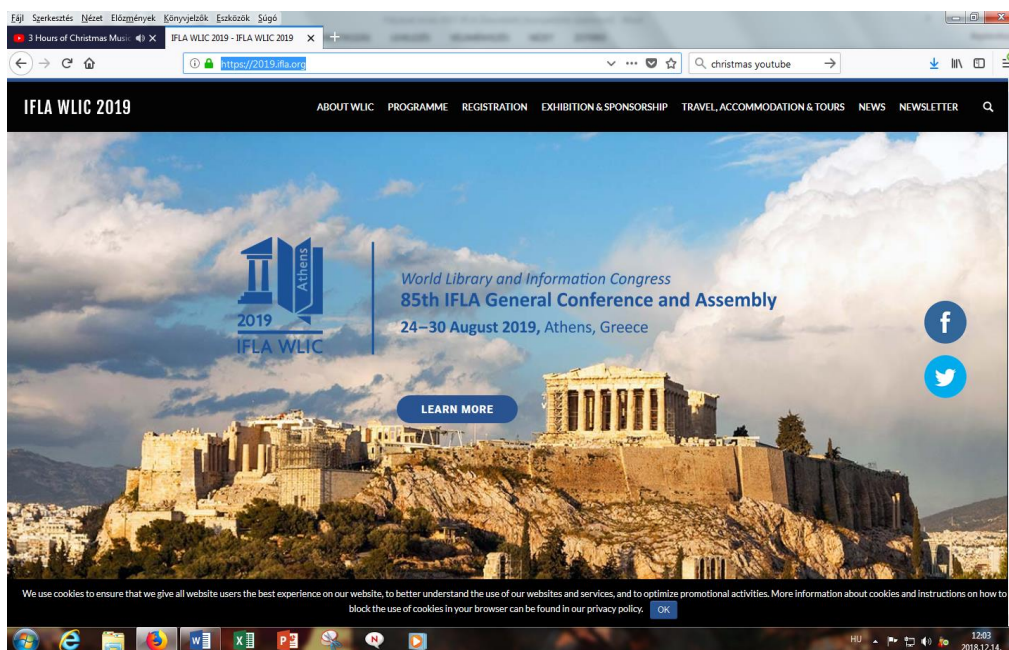 Fájl Szerkesztés Nézet Előzmények Könyvjelzők Eszközök Súgó
3 Hours of Christmas Music
IFLA WLIC 2019 - IFLA WLIC 2019
https://2019.ifla.org
christmas youtube
IFLA WLIC 2019
ABOUT WLIC PROGRAMME REGISTRATION EXHIBITION & SPONSORSHIP TRAVEL, ACCOMMODATION & TOURS NEWS NEWSLETTER
Athens
2019
IFLA WLIC
World Library and Information Congress
85th IFLA General Conference and Assembly
24–30 August 2019, Athens, Greece
LEARN MORE
We use cookies to ensure that we give all website users the best experience on our website, to better understand the use of our websites and services, and to optimize promotional activities. More information about cookies and instructions on how to
block the use of cookies in your browser can be found in our privacy policy. OK
HU
12:03
2018.12.14.